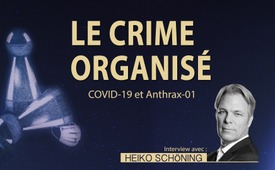 LE CRIME
ORGANISÉ
COVID-19 et Anthrax-01
Interview avec :
HEIKO SCHÖNING